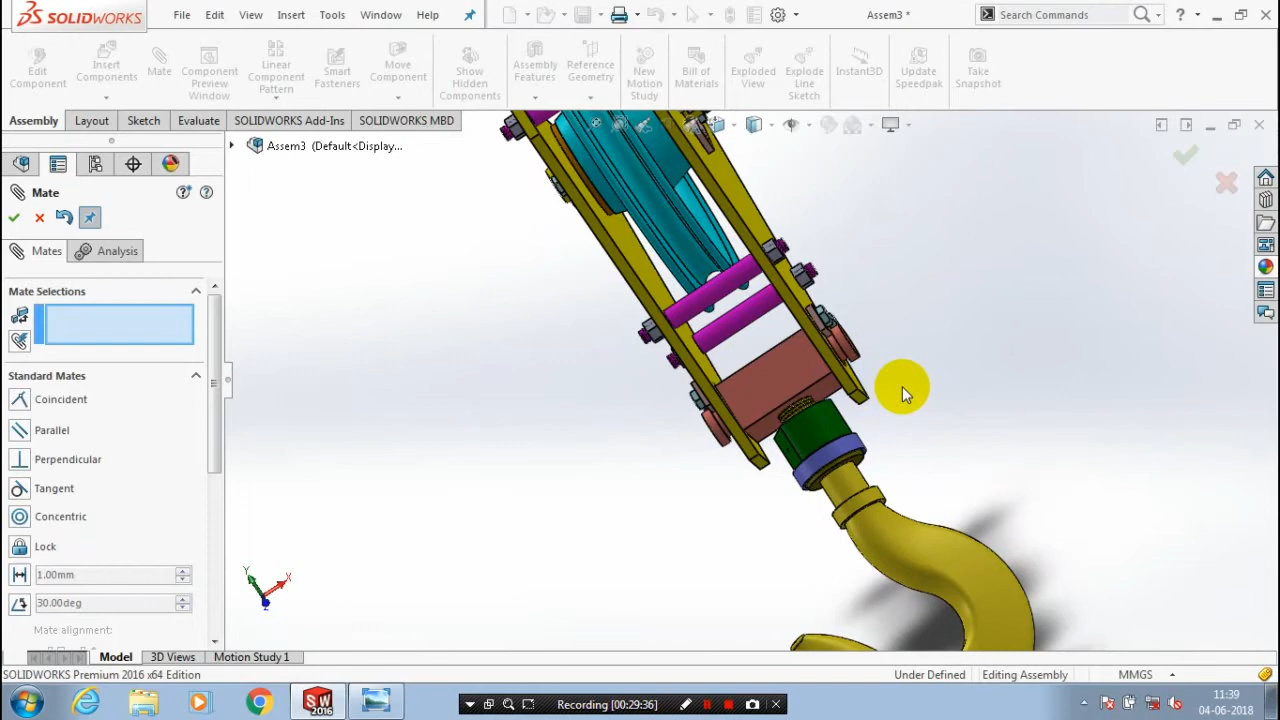 SOLIDWORKS File Edit View Insert Tools Window Help Assem3 * Search Commands
Edit Component
Insert Components
Mate
Component Preview Window
Linear Component Pattern
Smart Fasteners
Move Component
Show Hidden Components
Assembly Features
Reference Geometry
New Motion Study
Bill of Materials
Exploded View
Explode Line Sketch
Instant3D
Update Speedpak
Take Snapshot
Assembly Layout Sketch Evaluate SOLIDWORKS Add-Ins SOLIDWORKS MBD
Assem3 (Default<Display...
Mate
Mates Analysis
Mate Selections
Standard Mates
Coincident
Parallel
Perpendicular
Tangent
Concentric
Lock
1.00mm
30.00deg
Mate alignment:
Y X Z
Model 3D Views Motion Study 1
SOLIDWORKS Premium 2016 x64 Edition Under Defined Editing Assembly MMGS
SW 2016
Recording [00:29:36]
11:39
04-06-2018